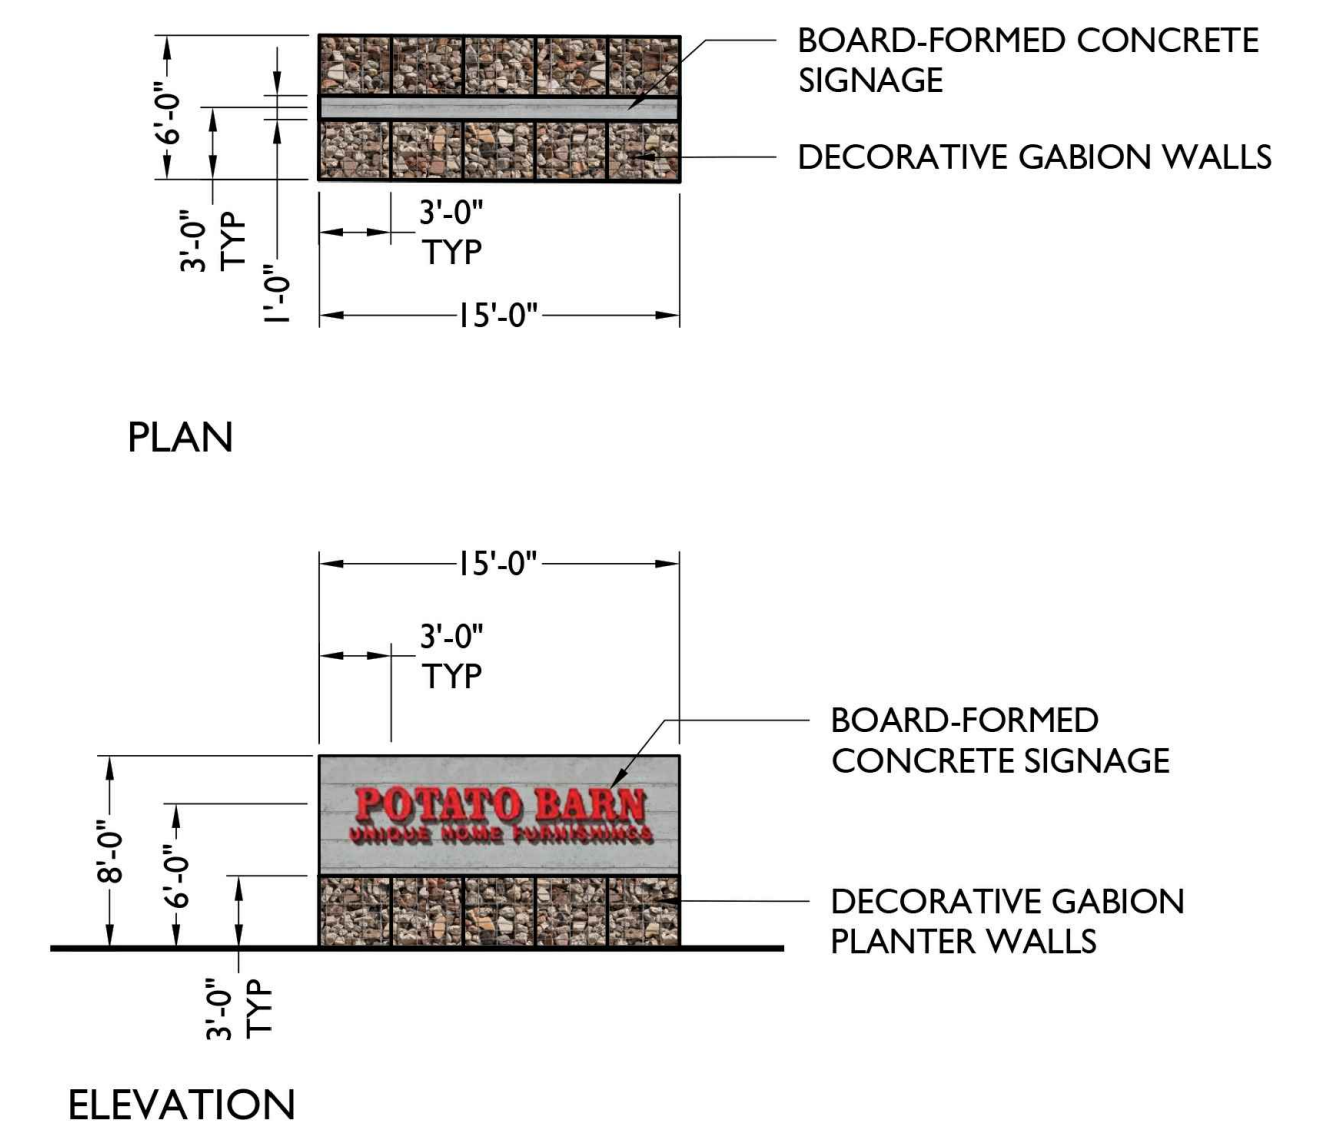 BOARD-FORMED CONCRETE
SIGNAGE
DECORATIVE GABION WALLS
6'-0"
3'-0"
TYP
1'-0"
3'-0"
TYP
15'-0"
PLAN
15'-0"
3'-0"
TYP
BOARD-FORMED
CONCRETE SIGNAGE
POTATO BARN
UNIQUE HOME FURNISHINGS
8'-0"
6'-0"
DECORATIVE GABION
PLANTER WALLS
3'-0"
TYP
ELEVATION